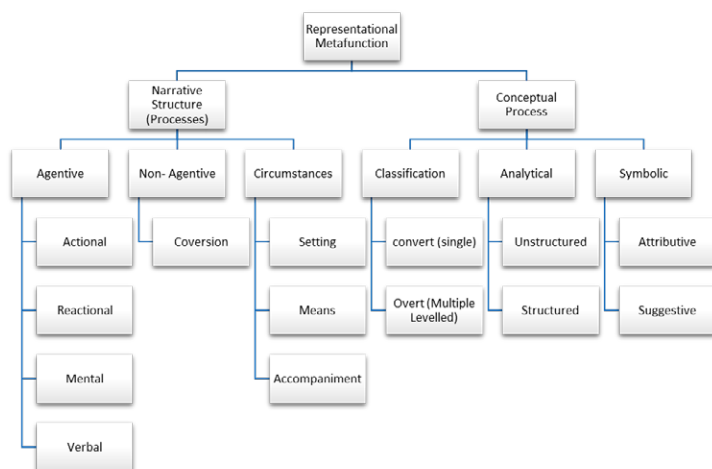 Representational
Metafunction
Narrative
Structure
(Processes)
Conceptual
Process
Agentive
Non- Agentive
Circumstances
Classification
Analytical
Symbolic
Actional
Coversion
Setting
convert (single)
Unstructured
Attributive
Reactional
Means
Overt (Multiple
Levelled)
Structured
Suggestive
Mental
Accompaniment
Verbal